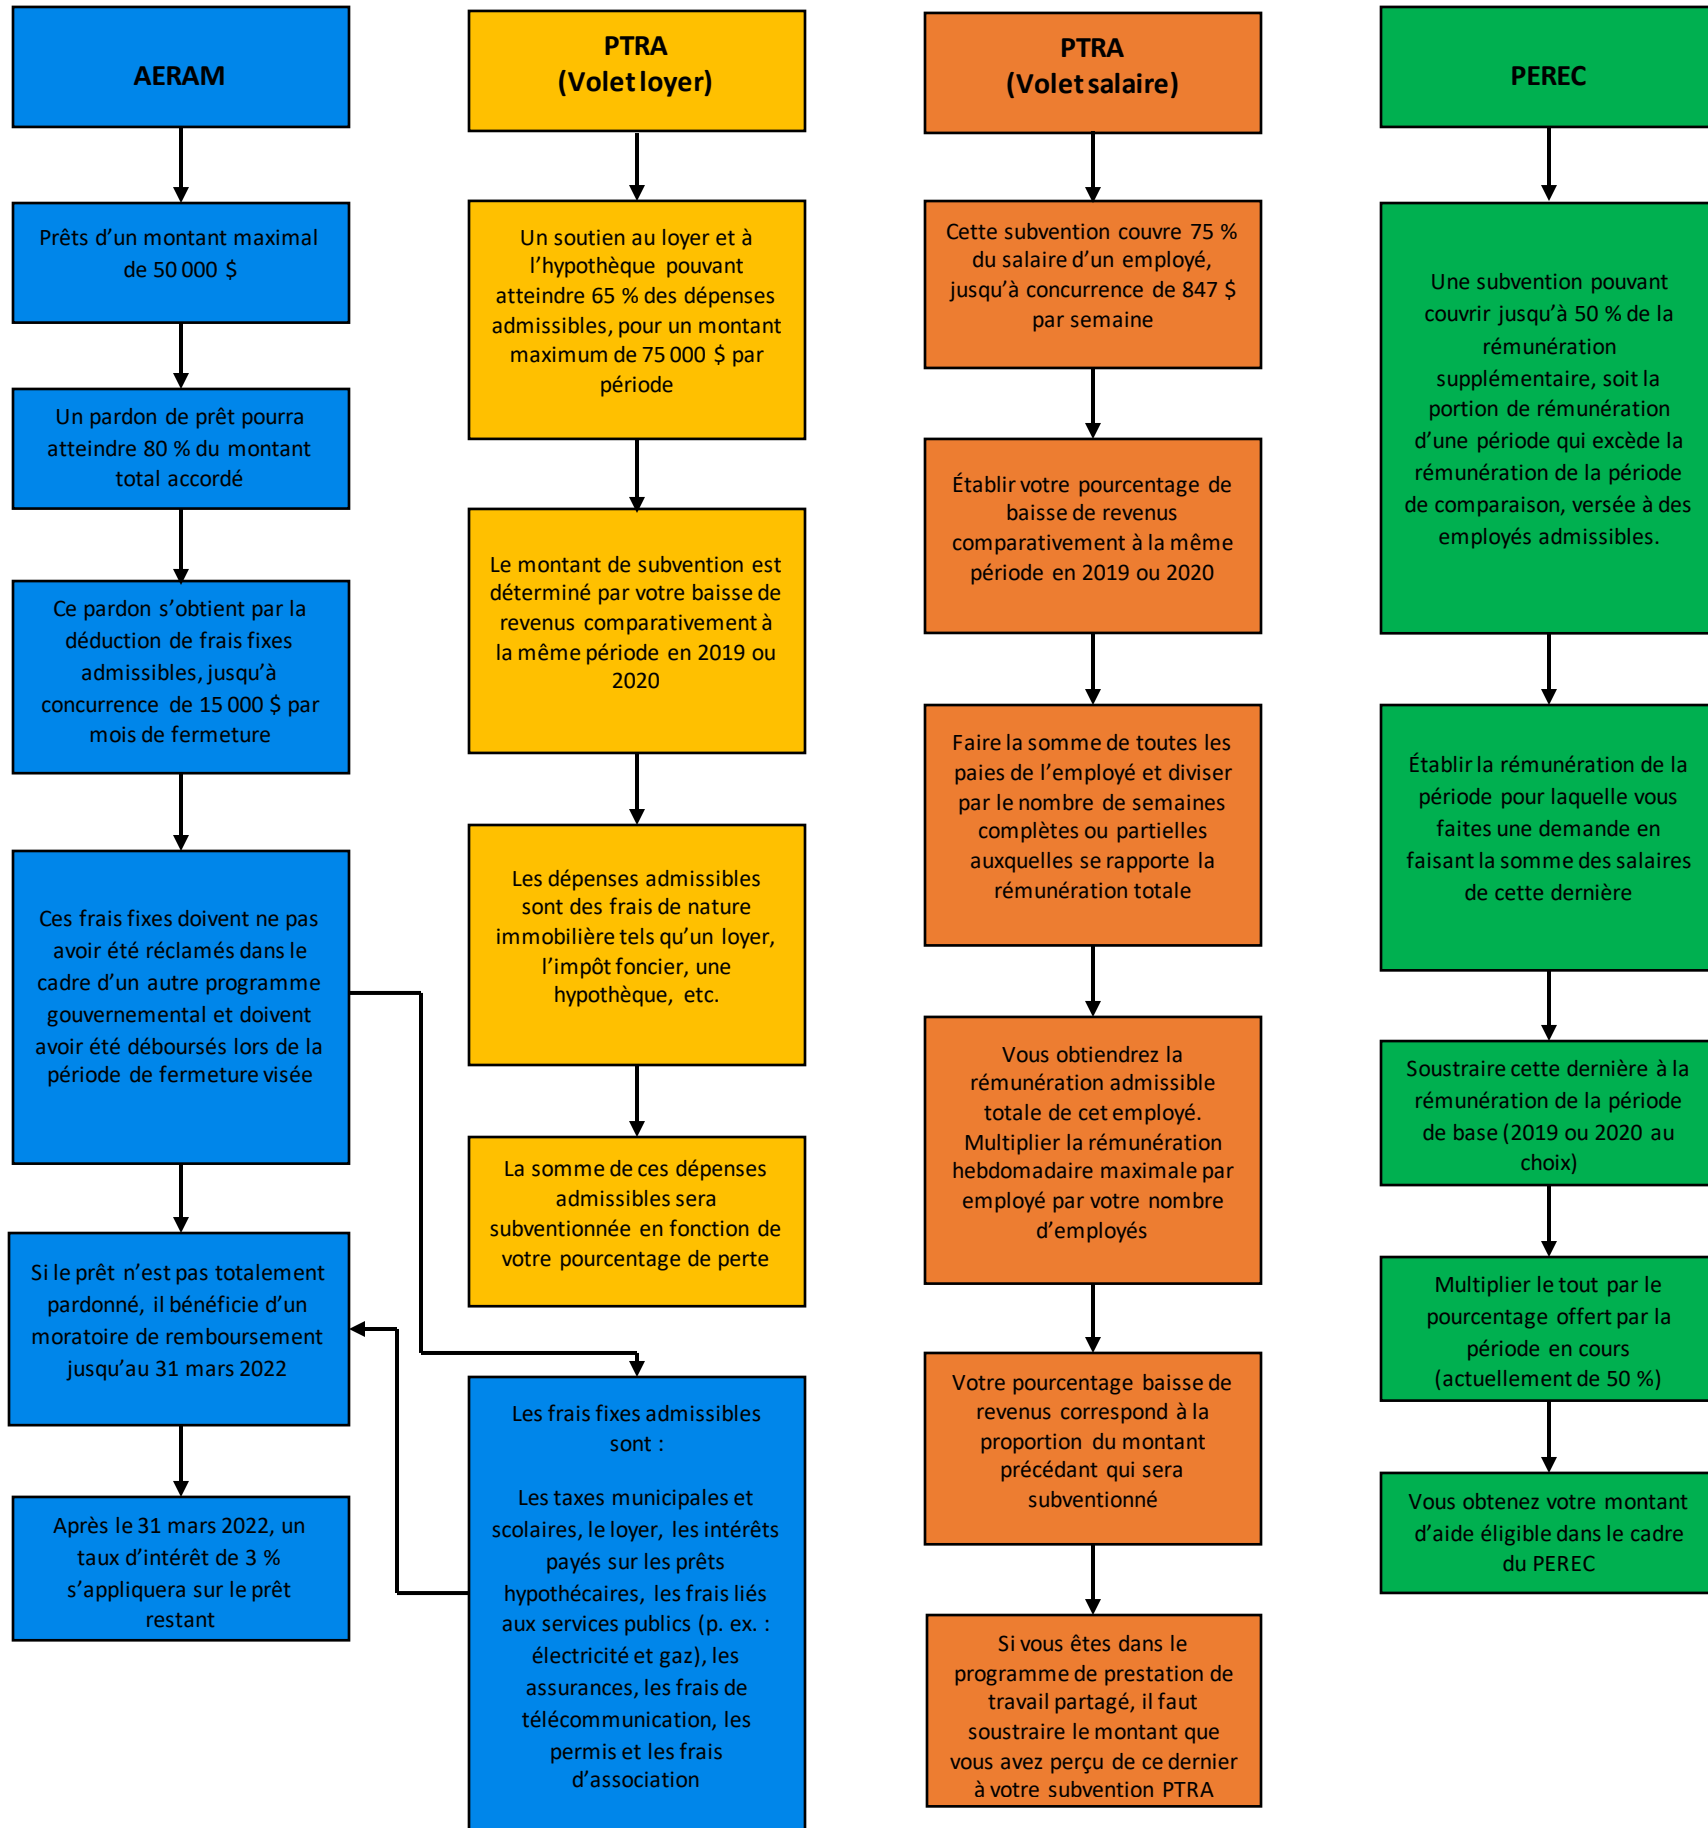 AERAM
Prêts d’un montant maximal
de 50 000 $
Un pardon de prêt pourra
atteindre 80 % du montant
total accordé
Ce pardon s’obtient par la
déduction de frais fixes
admissibles, jusqu’à
concurrence de 15 000 $ par
mois de fermeture
Ces frais fixes doivent ne pas
avoir été réclamés dans le
cadre d’un autre programme
gouvernemental et doivent
avoir été déboursés lors de la
période de fermeture visée
Les frais fixes admissibles
sont :
Les taxes municipales et
scolaires, le loyer, les intérêts
payés sur les prêts
hypothécaires, les frais liés
aux services publics (p. ex. :
électricité et gaz), les
assurances, les frais de
télécommunication, les
permis et les frais
d’association
Si le prêt n’est pas totalement
pardonné, il bénéficie d’un
moratoire de remboursement
jusqu’au 31 mars 2022
Après le 31 mars 2022, un
taux d’intérêt de 3 %
s’appliquera sur le prêt
restant
PTRA
(Volet loyer)
Un soutien au loyer et à
l’hypothèque pouvant
atteindre 65 % des dépenses
admissibles, pour un montant
maximum de 75 000 $ par
période
Le montant de subvention est
déterminé par votre baisse de
revenus comparativement à
la même période en 2019 ou
2020
Les dépenses admissibles
sont des frais de nature
immobilière tels qu’un loyer,
l’impôt foncier, une
hypothèque, etc.
La somme de ces dépenses
admissibles sera
subventionnée en fonction de
votre pourcentage de perte
PTRA
(Volet salaire)
Cette subvention couvre 75 %
du salaire d’un employé,
jusqu’à concurrence de 847 $
par semaine
Établir votre pourcentage de
baisse de revenus
comparativement à la même
période en 2019 ou 2020
Faire la somme de toutes les
paies de l’employé et diviser
par le nombre de semaines
complètes ou partielles
auxquelles se rapporte la
rémunération totale
Vous obtiendrez la
rémunération admissible
totale de cet employé.
Multiplier la rémunération
hebdomadaire maximale par
employé par votre nombre
d’employés
Votre pourcentage baisse de
revenus correspond à la
proportion du montant
précédant qui sera
subventionné
Si vous êtes dans le
programme de prestation de
travail partagé, il faut
soustraire le montant que
vous avez perçu de ce dernier
à votre subvention PTRA
PEREC
Une subvention pouvant
couvrir jusqu’à 50 % de la
rémunération
supplémentaire, soit la
portion de rémunération
d’une période qui excède la
rémunération de la période
de comparaison, versée à des
employés admissibles.
Établir la rémunération de la
période pour laquelle vous
faites une demande en
faisant la somme des salaires
de cette dernière
Soustraire cette dernière à la
rémunération de la période
de base (2019 ou 2020 au
choix)
Multiplier le tout par le
pourcentage offert par la
période en cours
(actuellement de 50 %)
Vous obtenez votre montant
d’aide éligible dans le cadre
du PEREC